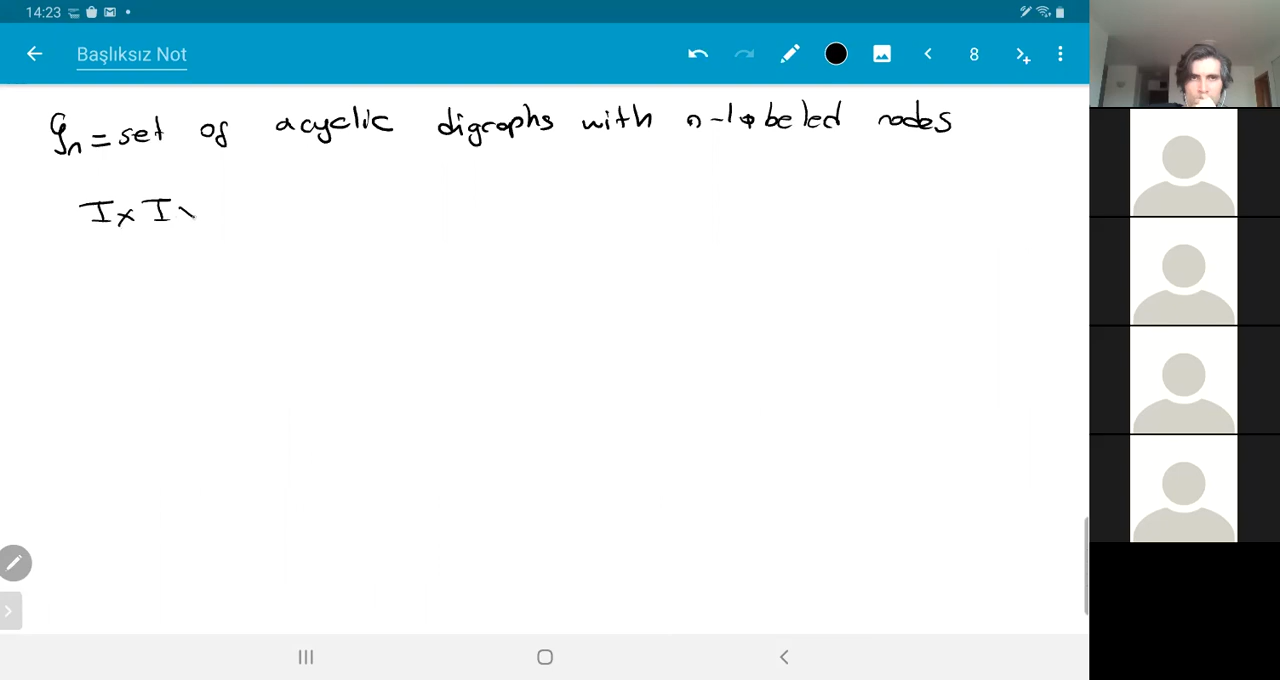 14:23
Başlıksız Not
8
𝒢n = set of acyclic digraphs with n-labeled nodes
I × I